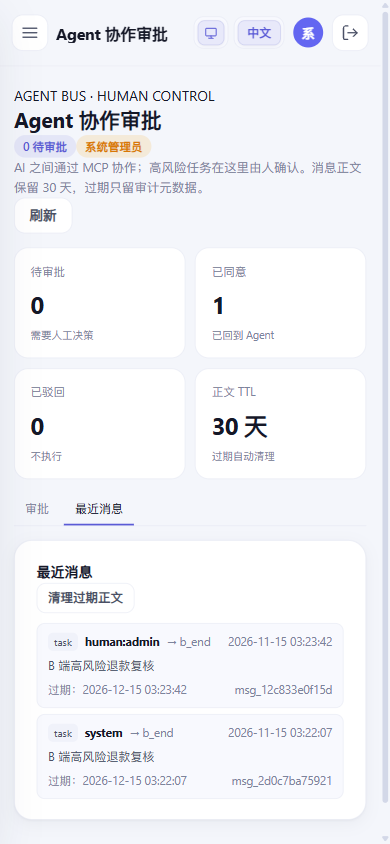 Agent 协作审批
中文
系
AGENT BUS · HUMAN CONTROL
Agent 协作审批
0 待审批 系统管理员
AI 之间通过 MCP 协作；高风险任务在这里由人确认。消息正文
保留 30 天，过期只留审计元数据。
刷新
待审批
0
需要人工决策
已同意
1
已回到 Agent
已驳回
0
不执行
正文 TTL
30 天
过期自动清理
审批 最近消息
最近消息
清理过期正文
task human:admin → b_end 2026-11-15 03:23:42
B 端高风险退款复核
过期：2026-12-15 03:23:42 msg_12c833e0f15d
task system → b_end 2026-11-15 03:22:07
B 端高风险退款复核
过期：2026-12-15 03:22:07 msg_2d0c7ba75921